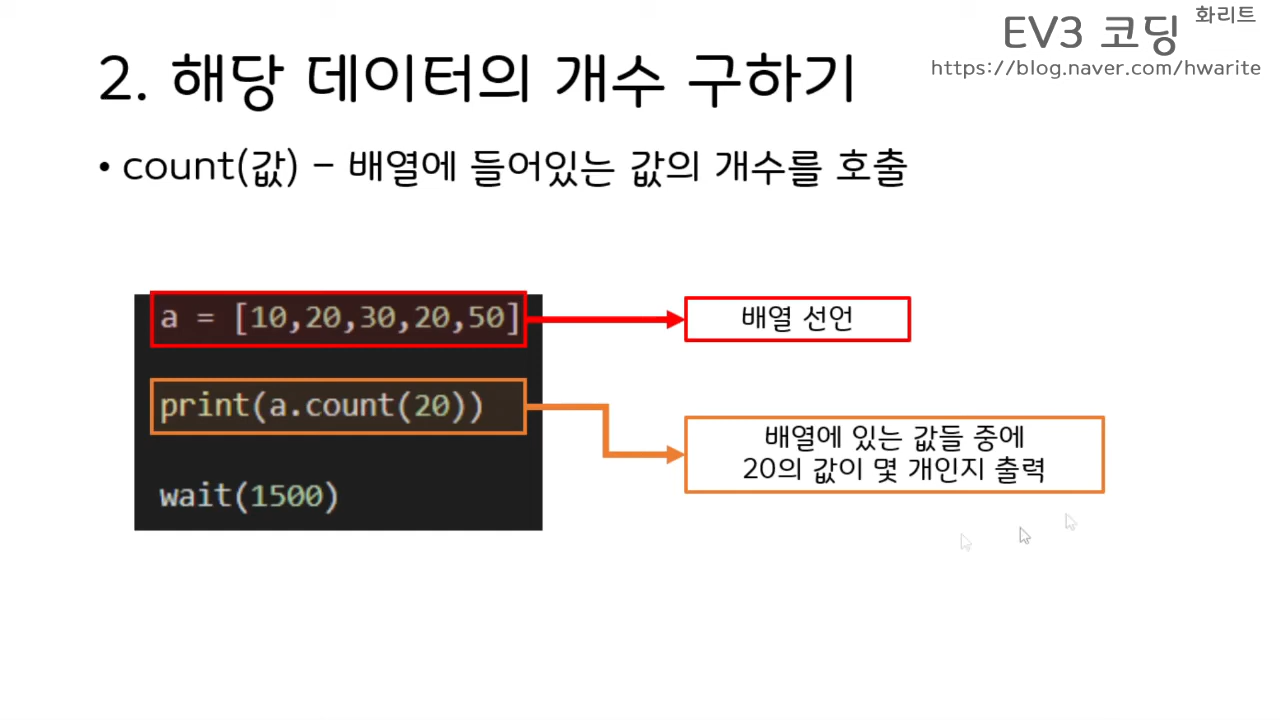 화리트
EV3 코딩
https://blog.naver.com/hwarite
2. 해당 데이터의 개수 구하기
• count(값) – 배열에 들어있는 값의 개수를 호출
a = [10,20,30,20,50]
배열 선언
print(a.count(20))
배열에 있는 값들 중에
20의 값이 몇 개인지 출력
wait(1500)